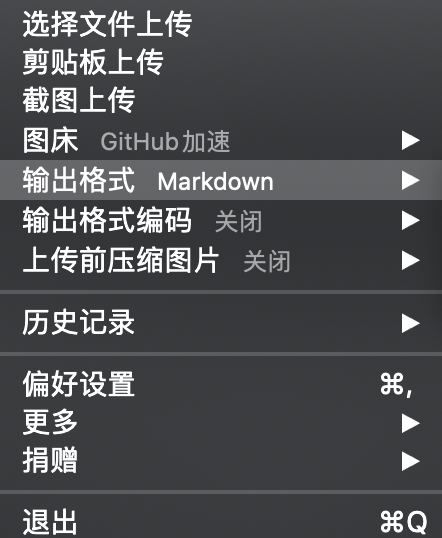 选择文件上传
剪贴板上传
截图上传
图床 GitHub加速 ▶
输出格式 Markdown ▶
输出格式编码 关闭 ▶
上传前压缩图片 关闭 ▶
历史记录 ▶
偏好设置 ⌘,
更多 ▶
捐赠 ▶
退出 ⌘Q